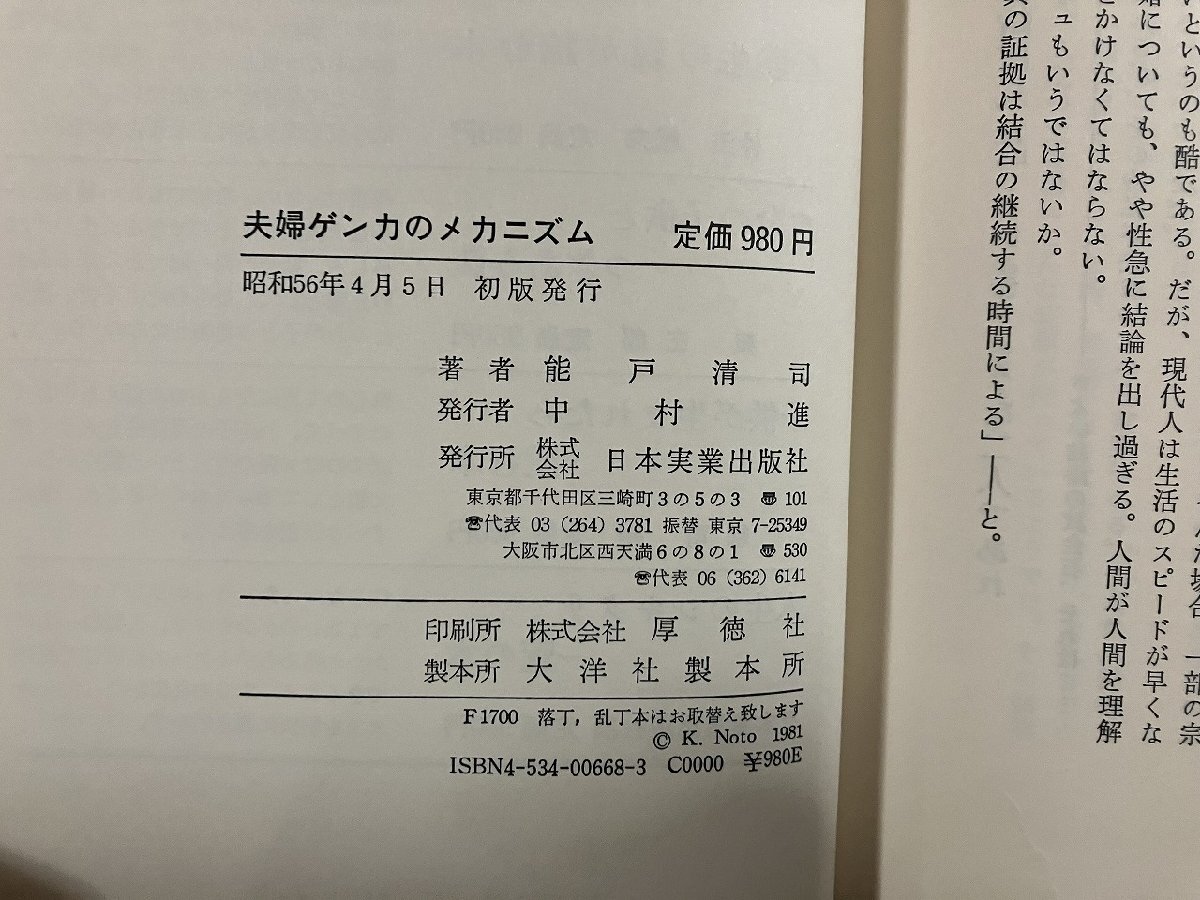 夫婦ゲンカのメカニズム 定価980円
昭和56年4月5日 初版発行
著者 能戸清司
発行者 中村進
発行所 株式会社 日本実業出版社
東京都千代田区三崎町3の5の3 〠 101
☎代表 03 (264) 3781 振替 東京 7-25349
大阪市北区西天満6の8の1 〠 530
☎代表 06 (362) 6141
印刷所 株式会社 厚徳社
製本所 大洋社製本所
F1700 落丁,乱丁本はお取替え致します
© K. Noto 1981
ISBN4-534-00668-3 C0000 ¥980E
場合、一部の宗
いというのも酷である。だが、現代人は生活のスピードが早くな
についても、やや性急に結論を出し過ぎる。人間が人間を理解
をかけなくてはならない。
ュもいうではないか。
の証拠は結合の継続する時間による」――と。